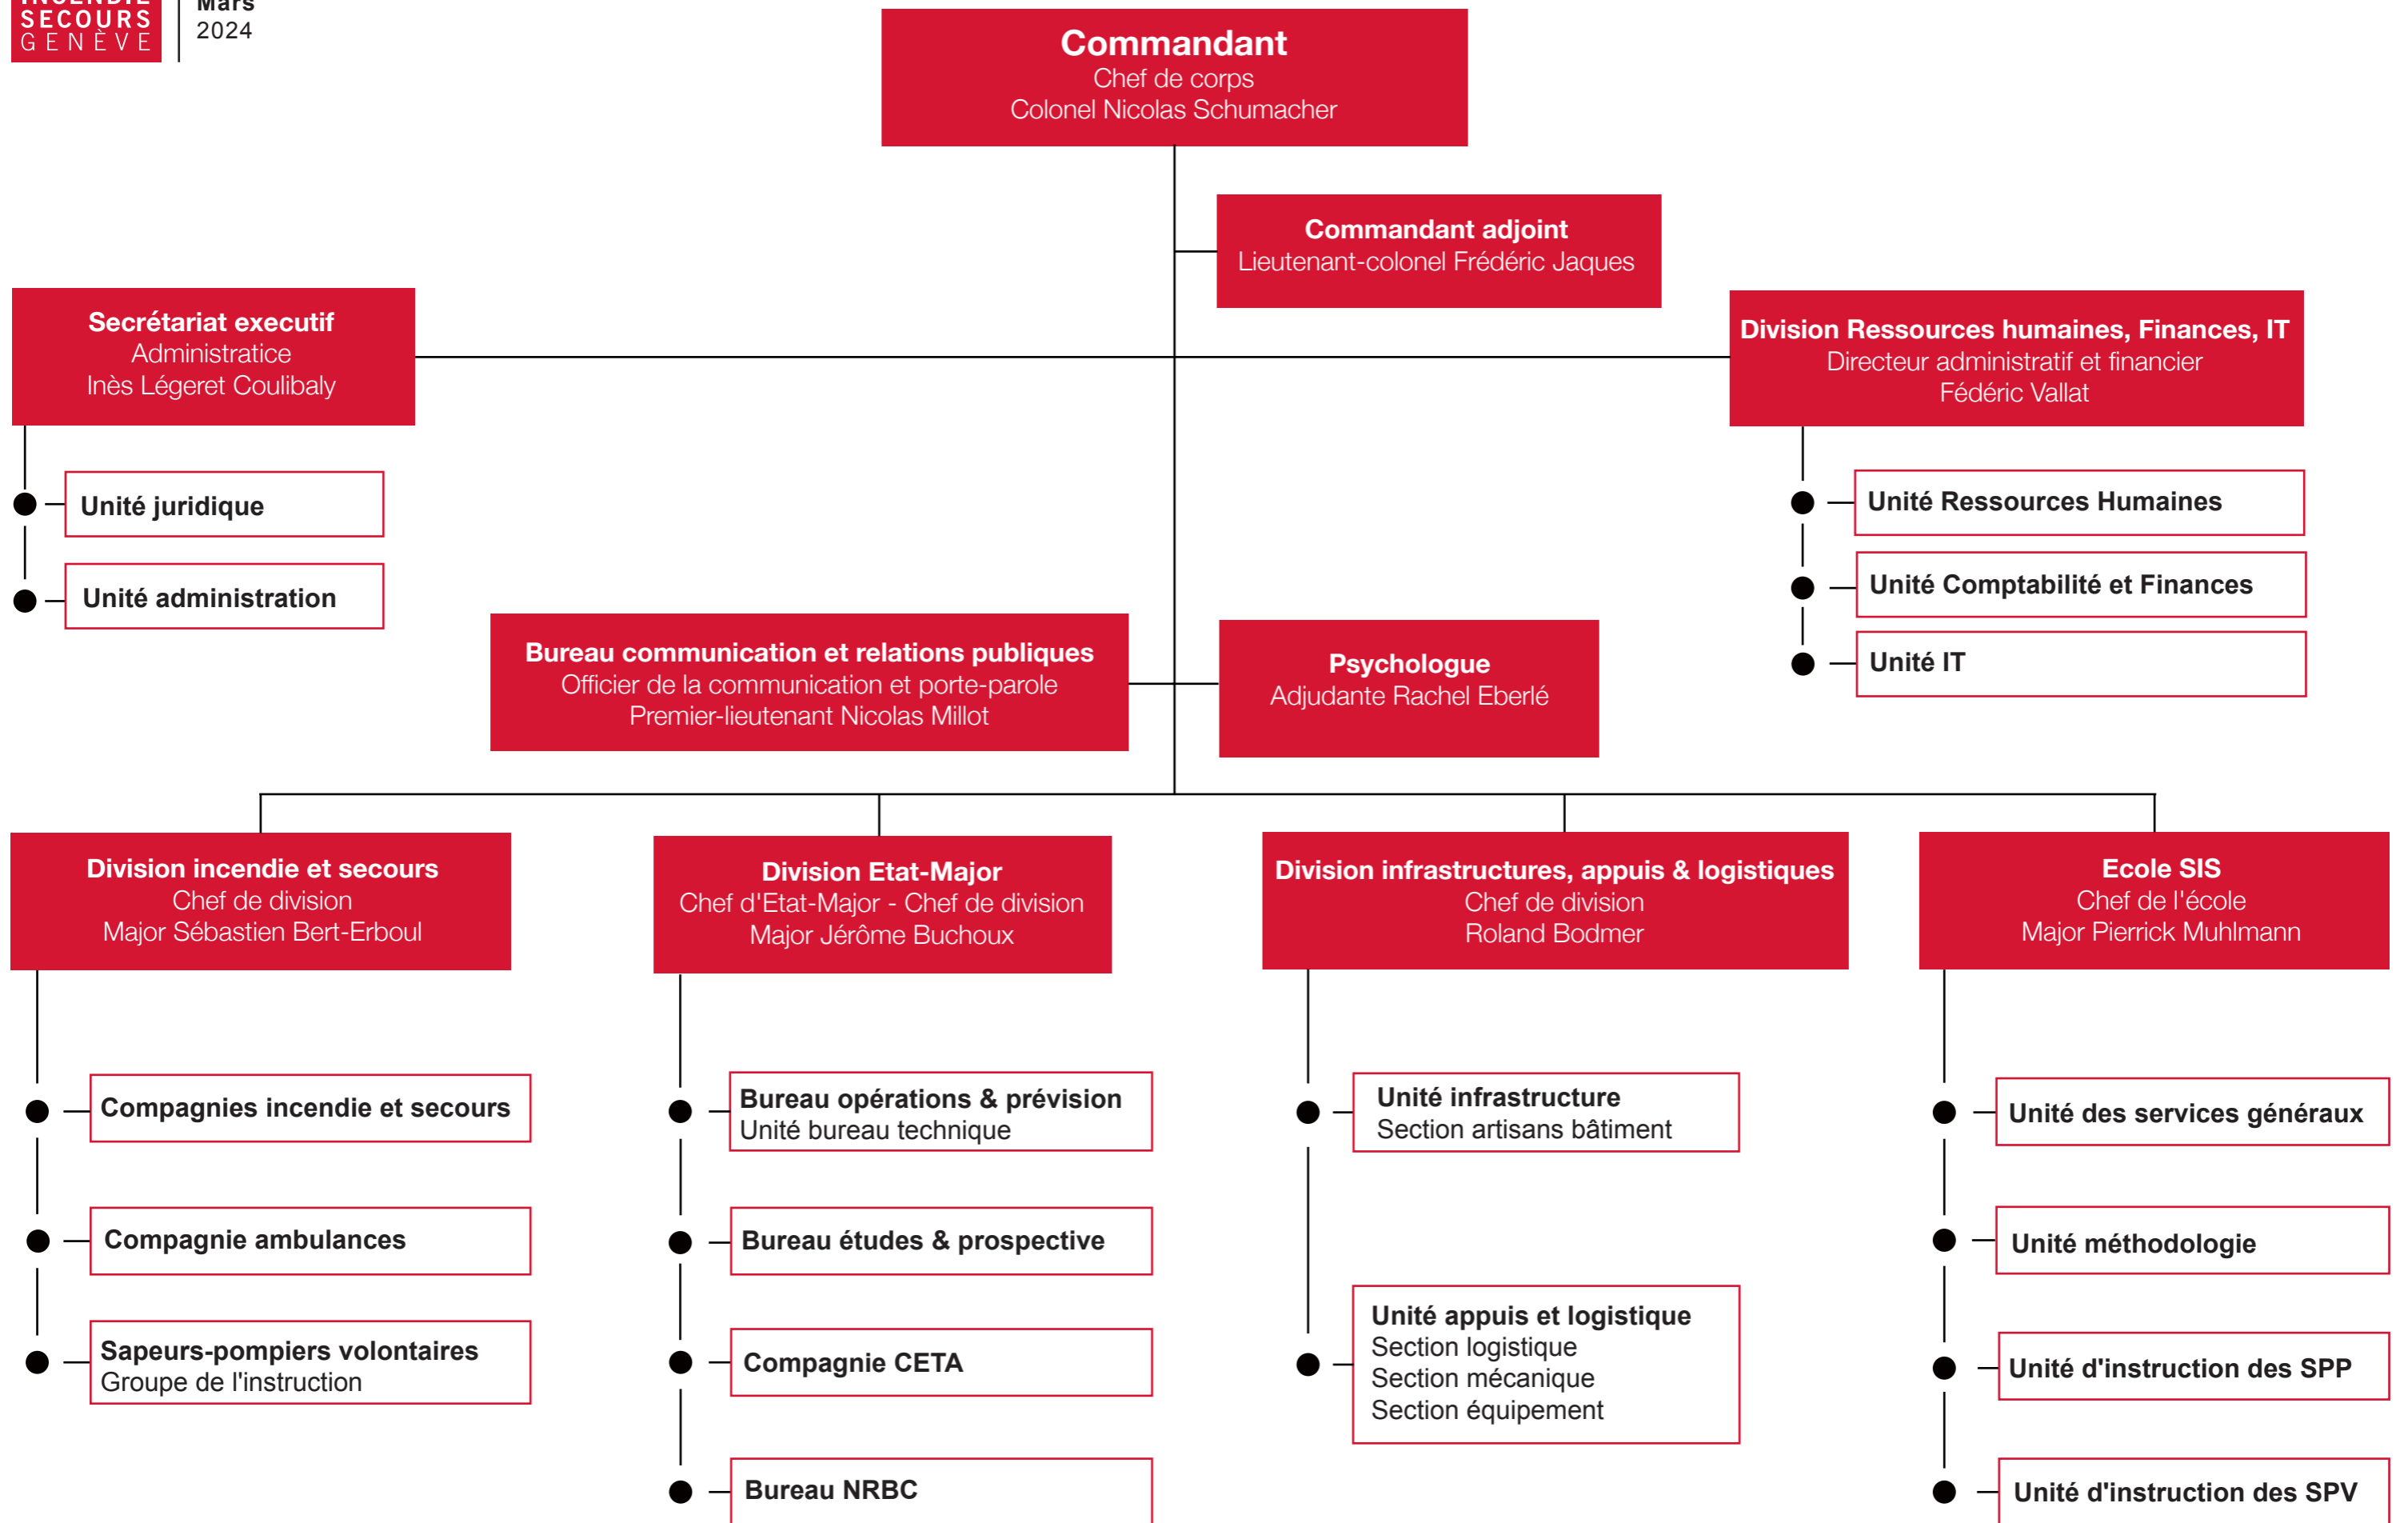 INCENDIE
SECOURS
GENÈVE
Mars
2024
Commandant
Chef de corps
Colonel Nicolas Schumacher
Commandant adjoint
Lieutenant-colonel Frédéric Jaques
Secrétariat executif
Administratice
Inès Légeret Coulibaly
Division Ressources humaines, Finances, IT
Directeur administratif et financier
Fédéric Vallat
Unité juridique
Unité administration
Unité Ressources Humaines
Unité Comptabilité et Finances
Unité IT
Bureau communication et relations publiques
Officier de la communication et porte-parole
Premier-lieutenant Nicolas Millot
Psychologue
Adjudante Rachel Eberlé
Division incendie et secours
Chef de division
Major Sébastien Bert-Erboul
Compagnies incendie et secours
Compagnie ambulances
Sapeurs-pompiers volontaires
Groupe de l'instruction
Division Etat-Major
Chef d'Etat-Major - Chef de division
Major Jérôme Buchoux
Bureau opérations & prévision
Unité bureau technique
Bureau études & prospective
Compagnie CETA
Bureau NRBC
Division infrastructures, appuis & logistiques
Chef de division
Roland Bodmer
Unité infrastructure
Section artisans bâtiment
Unité appuis et logistique
Section logistique
Section mécanique
Section équipement
Ecole SIS
Chef de l'école
Major Pierrick Muhlmann
Unité des services généraux
Unité méthodologie
Unité d'instruction des SPP
Unité d'instruction des SPV